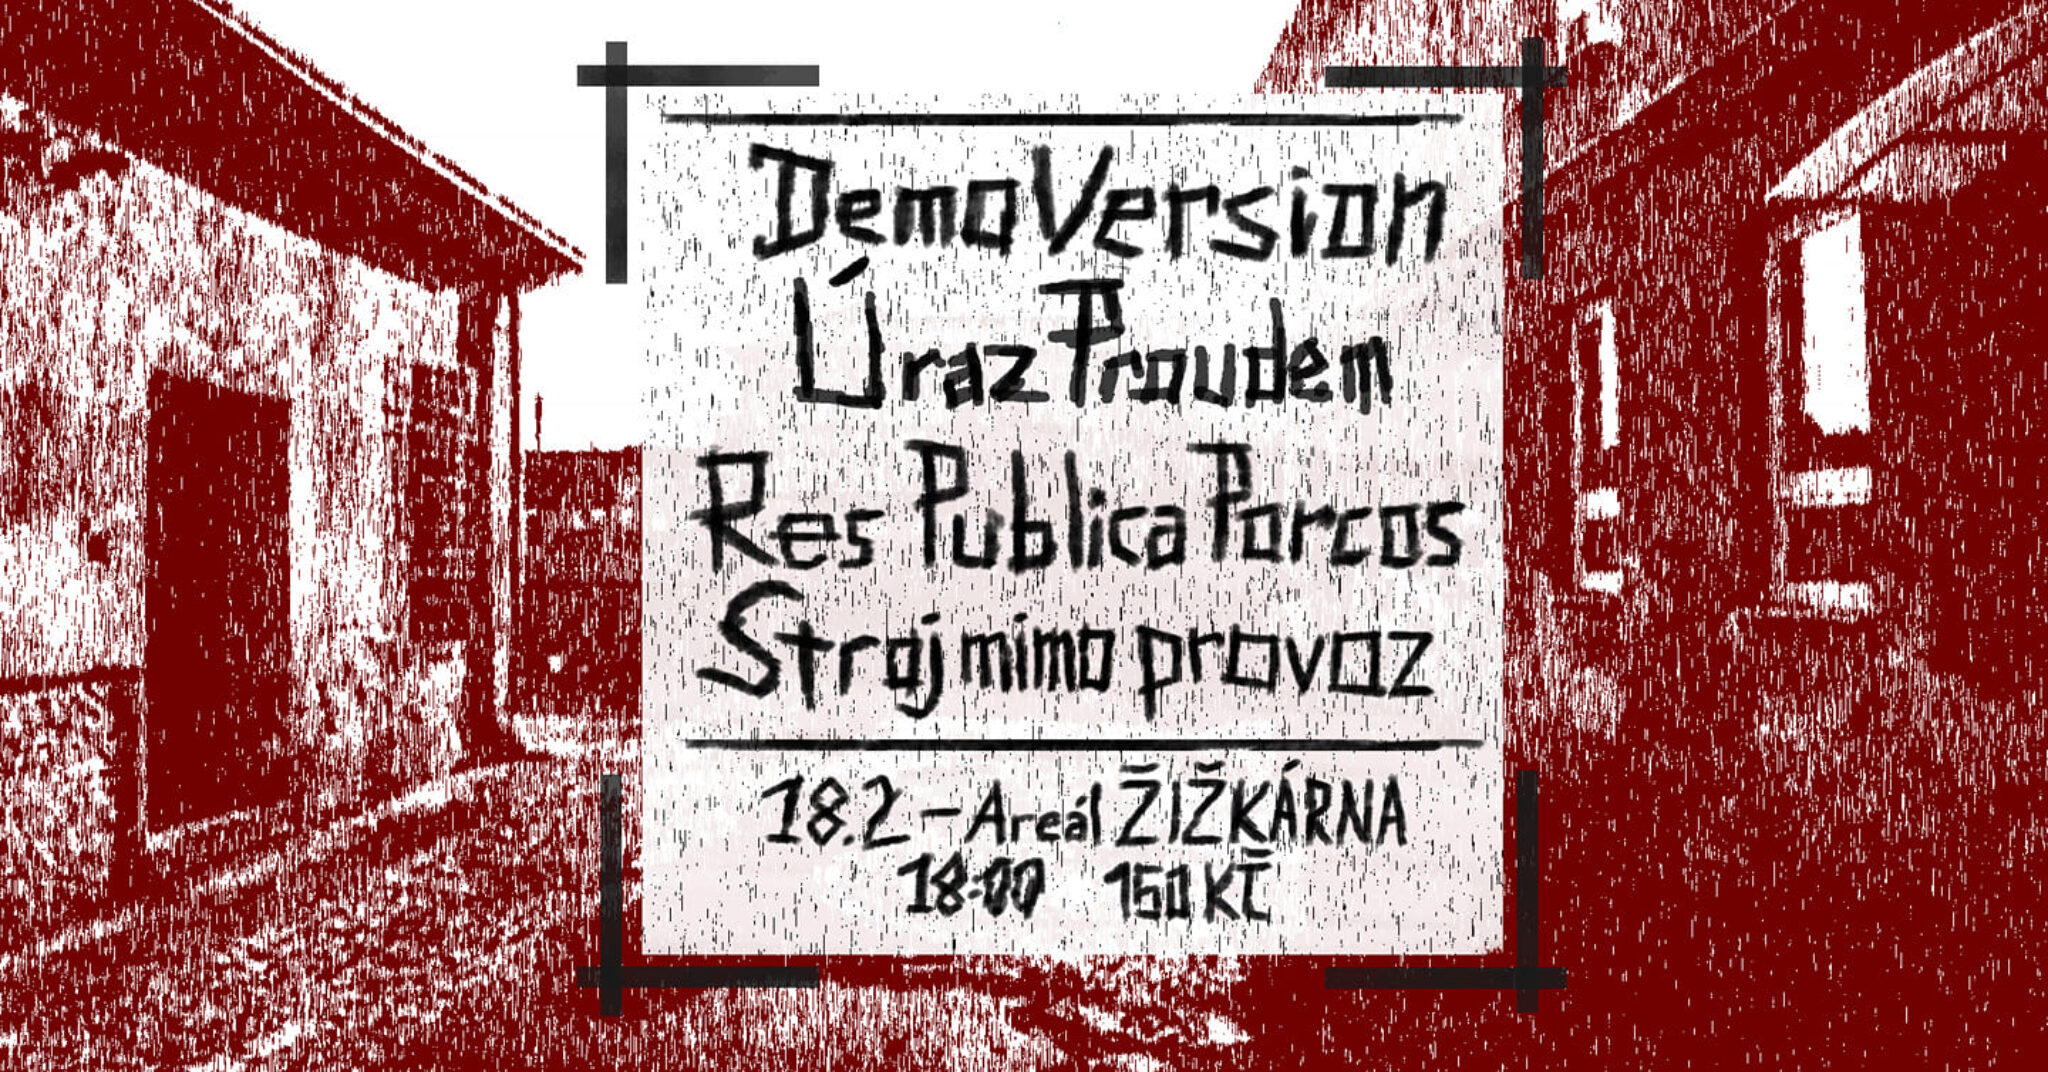 DemoVersion
Úraz Proudem
Res Publica Porcos
Stroj mimo provoz
18.2 - Areál ŽIŽKÁRNA
18:00 150 KČ